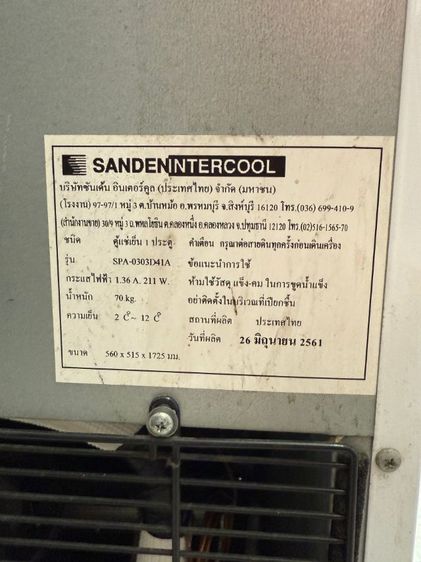 SANDENINTERCOOL
บริษัทซันเด้น อินเตอร์คูล (ประเทศไทย) จำกัด (มหาชน)
(โรงงาน) 97-97/1 หมู่ 3 ต.บ้านหม้อ อ.พรหมบุรี จ.สิงห์บุรี 16120 โทร.(036) 699-410-9
(สำนักงานขาย) 30/9 หมู่ 13 ถ.พหลโยธิน ต.คลองหนึ่ง อ.คลองหลวง จ.ปทุมธานี 12120 โทร.(02)516-1565-70
ชนิด ตู้แช่เย็น 1 ประตู คำเตือน กรุณาต่อสายดินทุกครั้งก่อนเดินเครื่อง
รุ่น SPA-0303D41A ข้อแนะนำการใช้
กระแสไฟฟ้า 1.36 A. 211 W. ห้ามใช้วัสดุ แข็ง-คม ในการขูดน้ำแข็ง
น้ำหนัก 70 kg. อย่าติดตั้งในบริเวณที่เปียกชื้น
ความเย็น 2 °C ~ 12 °C สถานที่ผลิต ประเทศไทย
วันที่ผลิต 26 มิถุนายน 2561
ขนาด 560 x 515 x 1725 มม.